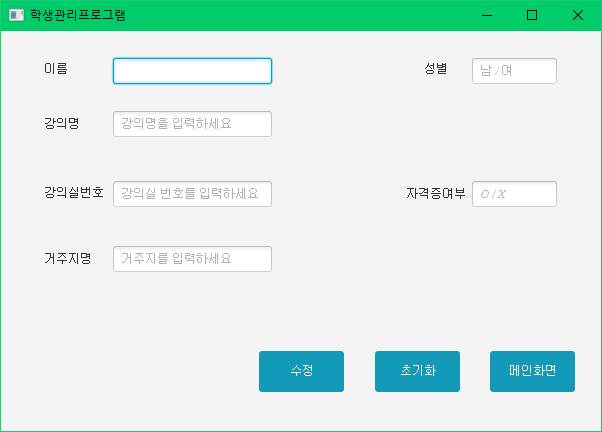 학생관리프로그램
이름
성별 남 / 여
강의명 강의명을 입력하세요
강의실번호 강의실 번호를 입력하세요 자격증여부 O / X
거주지명 거주지를 입력하세요
수정 초기화 메인화면